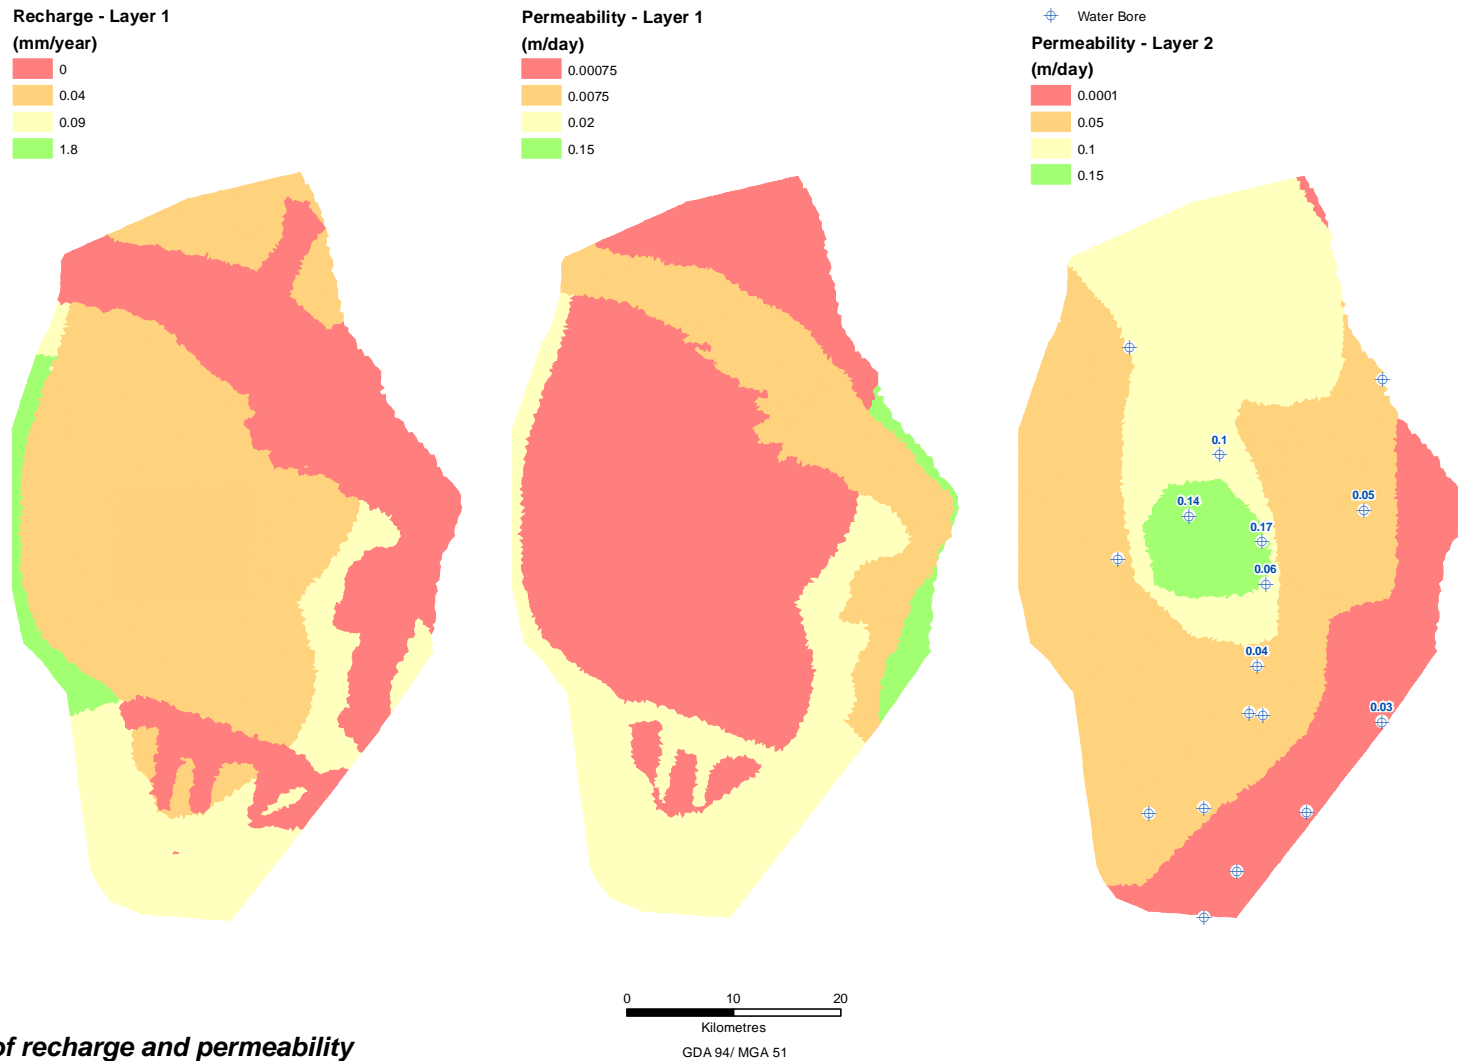 Recharge - Layer 1
(mm/year)
0
0.04
0.09
1.8
Permeability - Layer 1
(m/day)
0.00075
0.0075
0.02
0.15
Water Bore
Permeability - Layer 2
(m/day)
0.0001
0.05
0.1
0.15
0.1
0.14
0.05
0.17
0.06
0.04
0.03
0 10 20
Kilometres
GDA 94/ MGA 51
of recharge and permeability